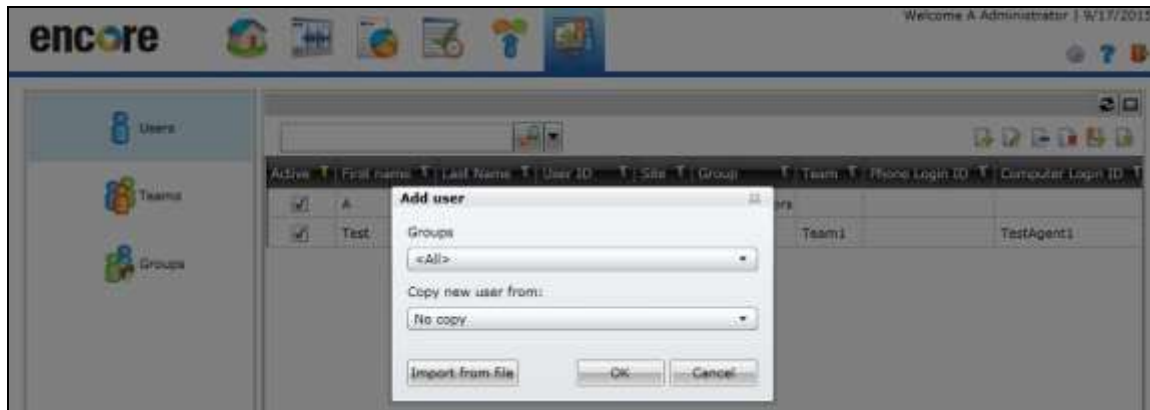 Welcome A Administrator | 9/17/2015
encore
Users
Teams
Groups
Active First name Last Name User ID Site Group Team Phone Login ID Computer Login ID
A
Test Team1 TestAgent1
Add user
Groups
<All>
Copy new user from:
No copy
Import from file OK Cancel